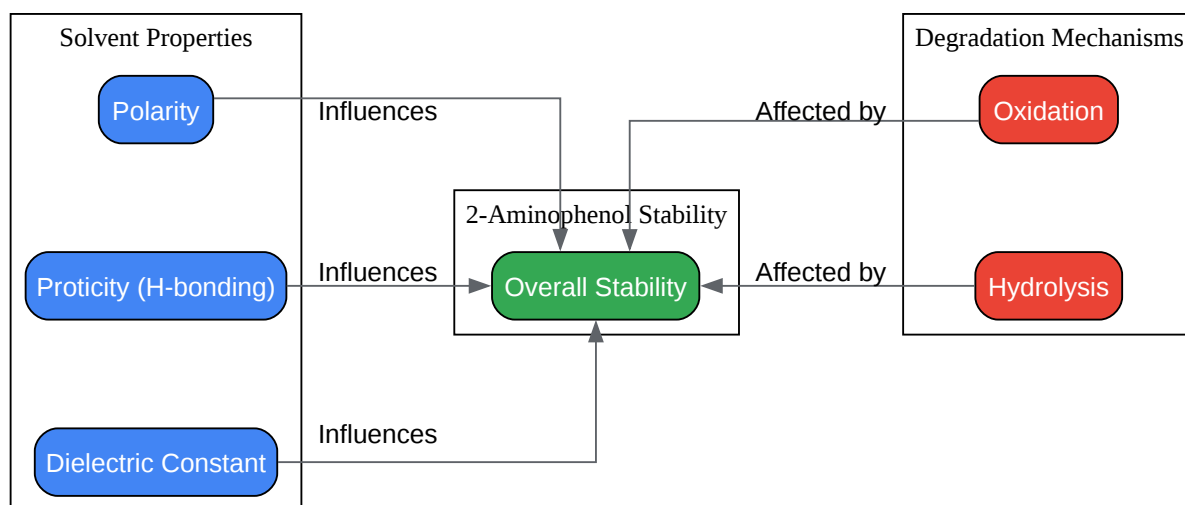 Solvent Properties
Degradation Mechanisms
Polarity
Influences
Affected by
Oxidation
2-Aminophenol Stability
Proticity (H-bonding)
Influences
Overall Stability
Affected by
Hydrolysis
Dielectric Constant
Influences